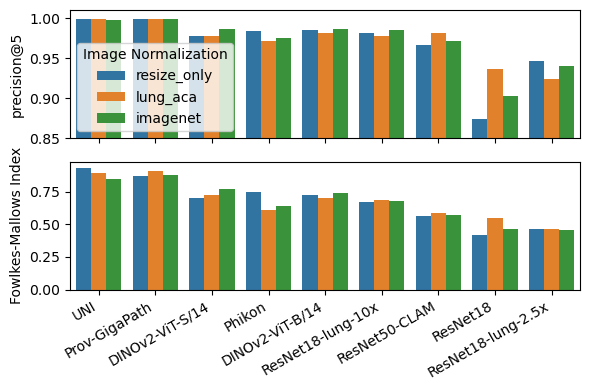 1.00
0.95
0.90
0.85
precision@5
Image Normalization
resize_only
lung_aca
imagenet
0.75
0.50
0.25
0.00
Fowlkes-Mallows Index
UNI
Prov-GigaPath
DINOv2-ViT-S/14
Phikon
DINOv2-ViT-B/14
ResNet18-lung-10x
ResNet50-CLAM
ResNet18
ResNet18-lung-2.5x